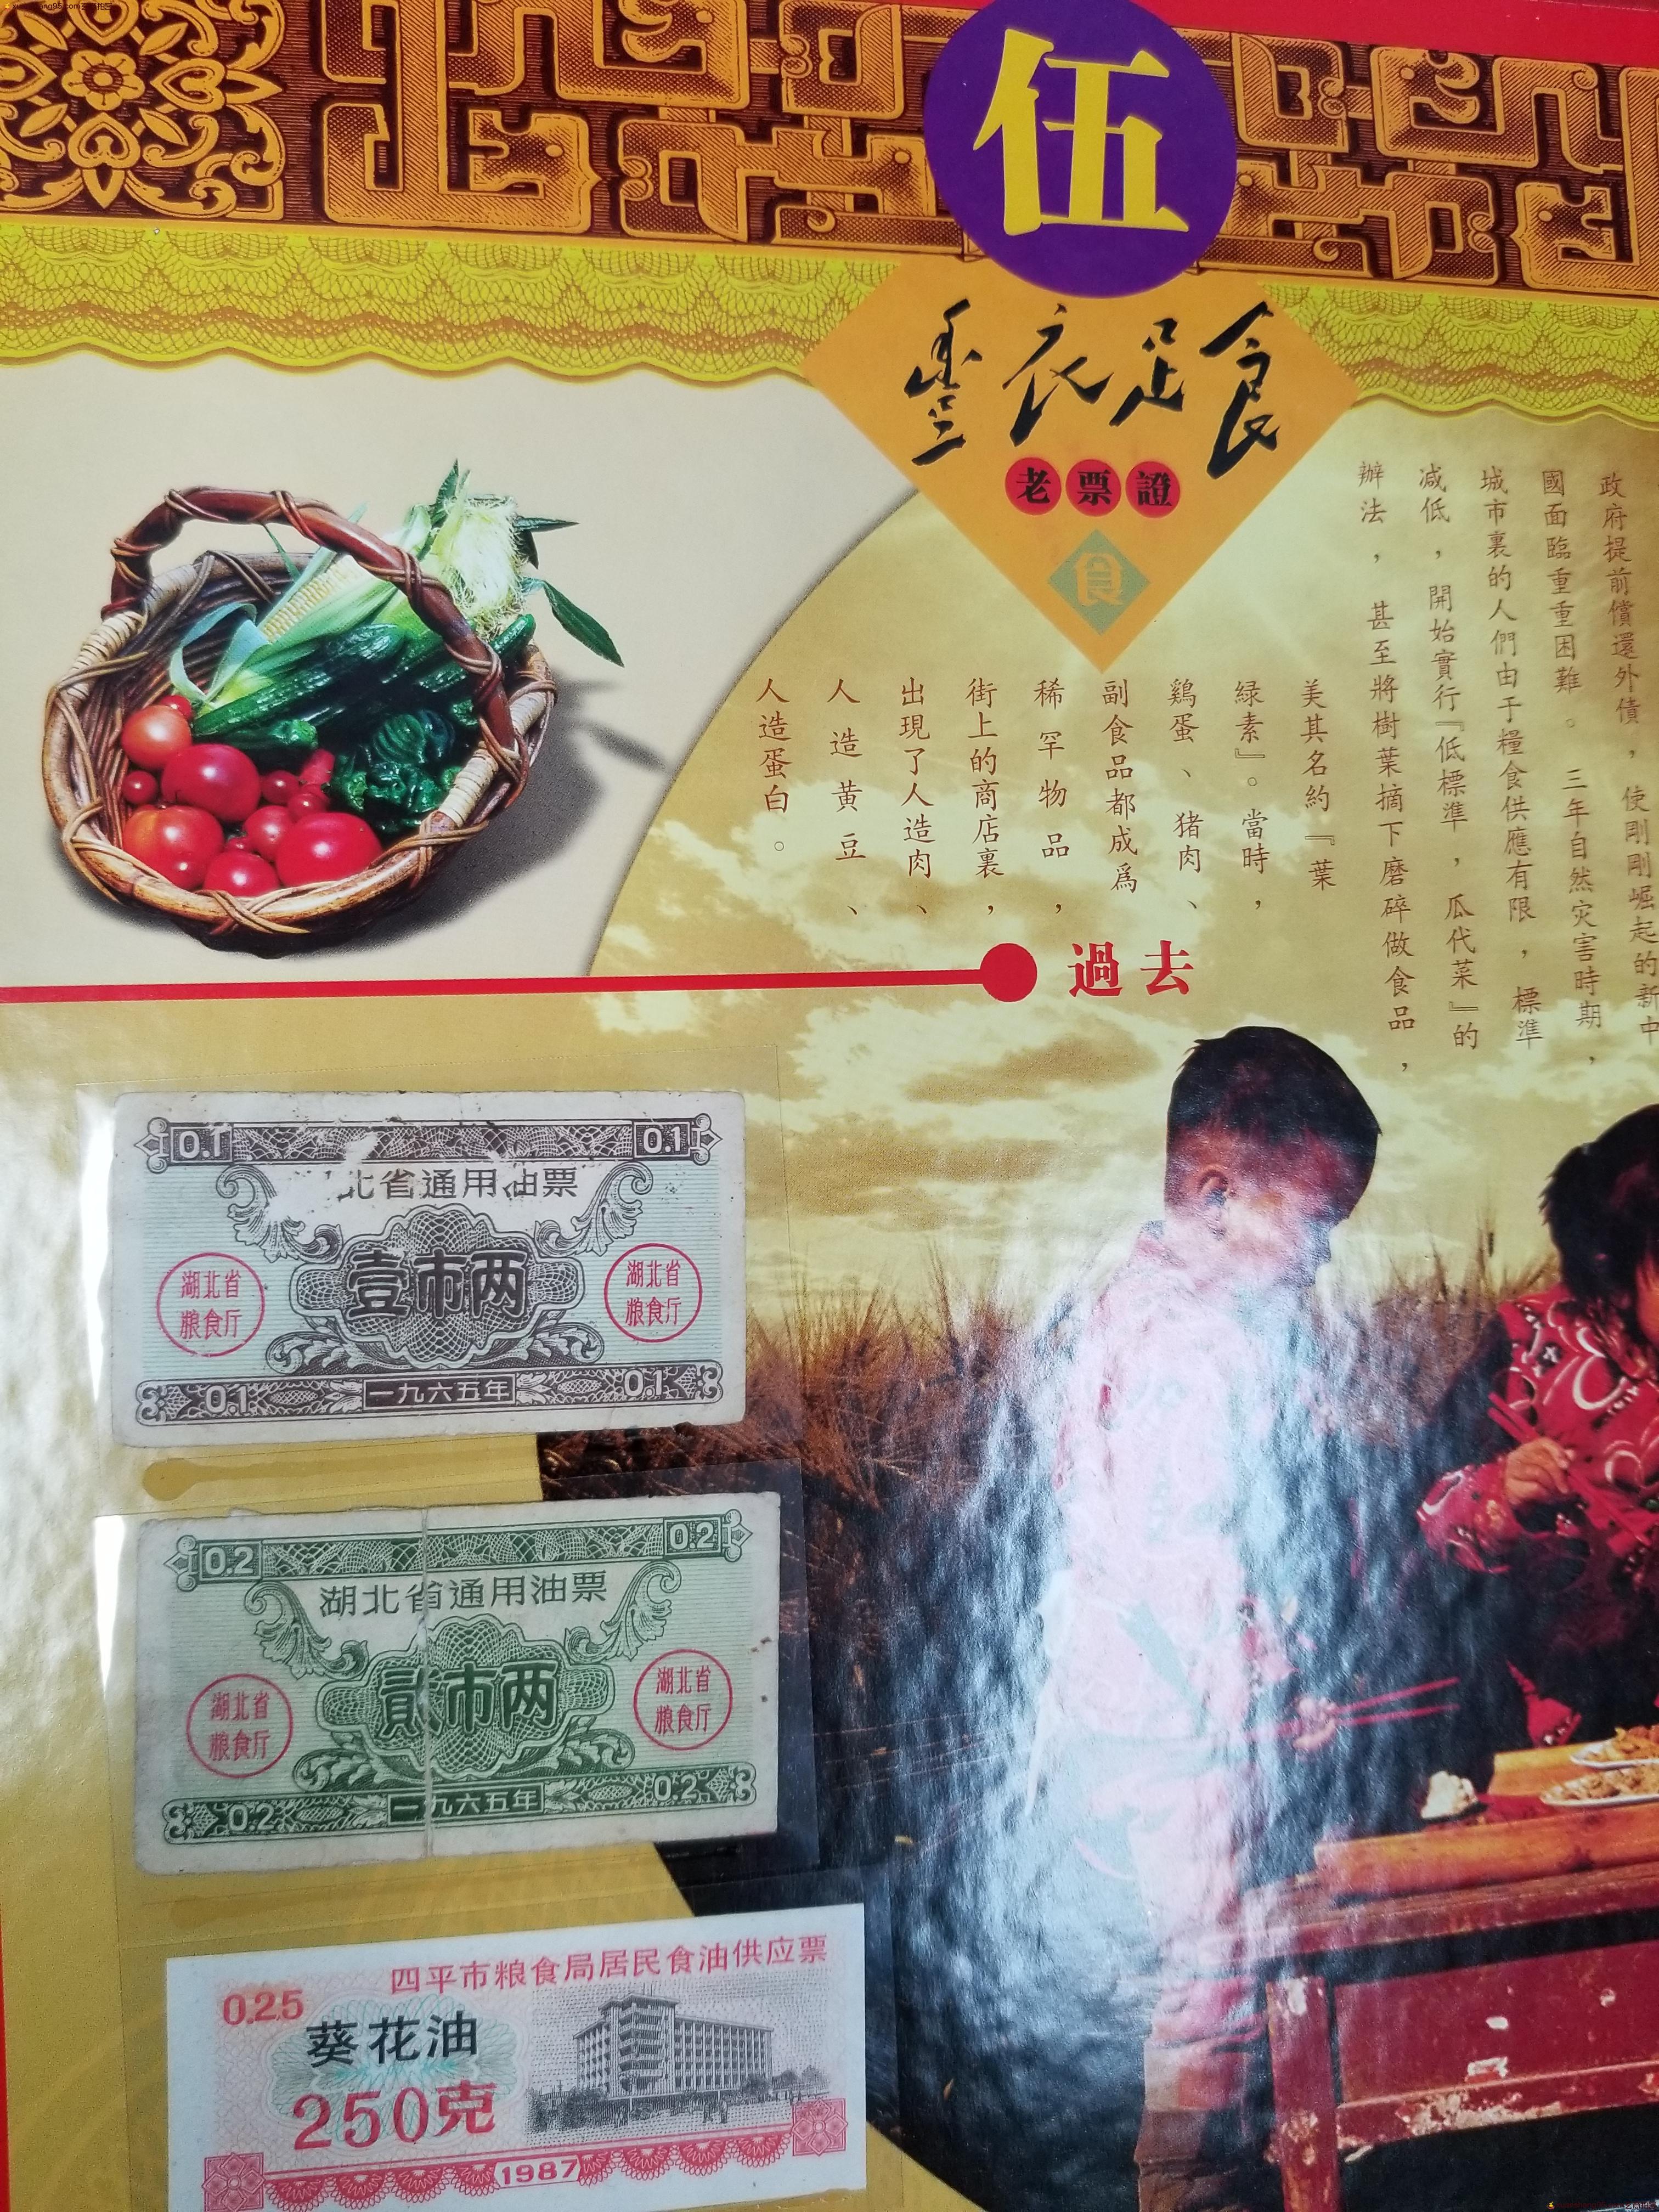 伍
豐衣足食
老票證
食
政府提前償還外債，使剛剛崛起的新中
國面臨重重困難。三年自然灾害時期，
城市裏的人們由于糧食供應有限，標準
减低，開始實行『低標準，瓜代菜』的
辦法，甚至將樹葉摘下磨碎做食品，
美其名約『葉
緑素』。當時，
鷄蛋、猪肉、
副食品都成爲
稀罕物品，
街上的商店裏，
出現了人造肉、
人造黄豆、
人造蛋白。
過去
0.1 0.1
北省通用油票
壹市两
湖北省
粮食厅
湖北省
粮食厅
0.1 一九六五年 0.1
0.2 0.2
湖北省通用油票
貳市两
湖北省
粮食厅
湖北省
粮食厅
0.2 一九六五年 0.2
四平市粮食局居民食油供应票
0.25
葵花油
250克
1987